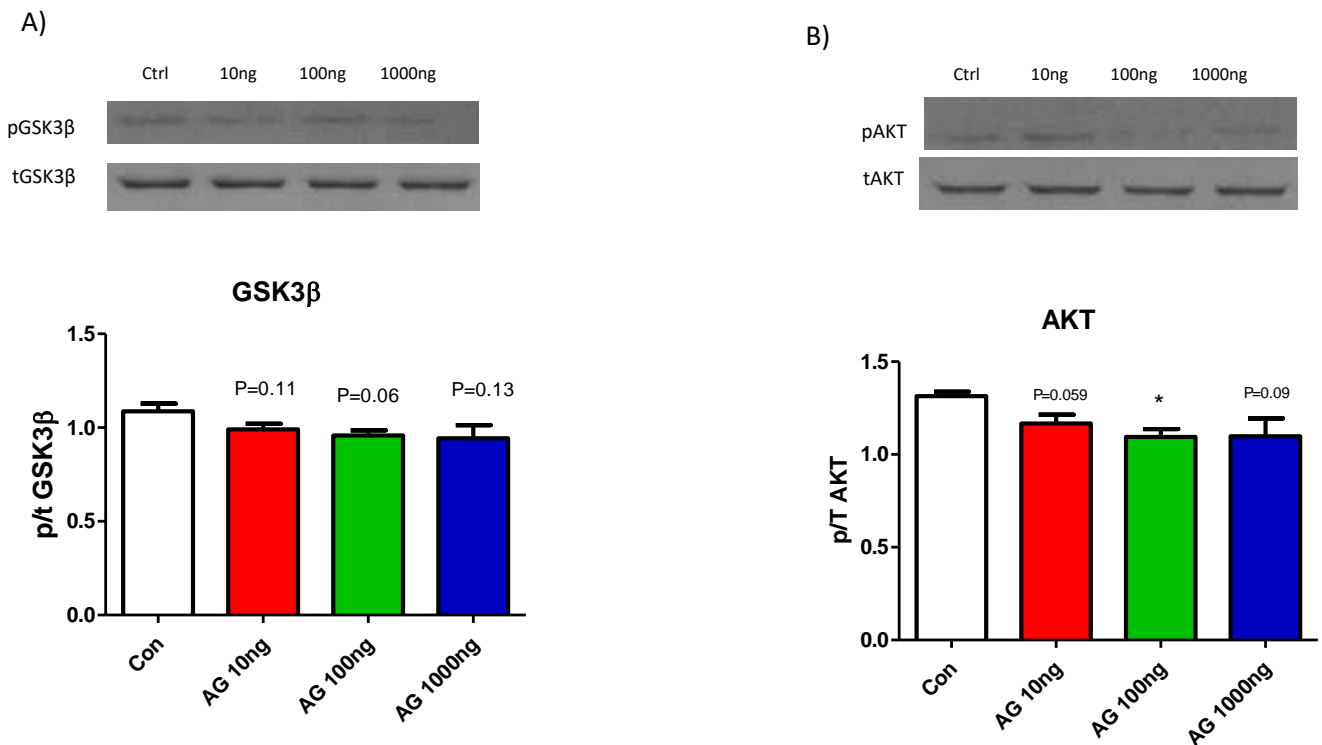 A)
Ctrl 10ng 100ng 1000ng
pGSK3β
tGSK3β
GSK3β
p/t GSK3β
1.5
1.0
0.5
0.0
P=0.11
P=0.06
P=0.13
Con
AG 10ng
AG 100ng
AG 1000ng
B)
Ctrl 10ng 100ng 1000ng
pAKT
tAKT
AKT
p/T AKT
1.5
1.0
0.5
0.0
P=0.059
*
P=0.09
Con
AG 10ng
AG 100ng
AG 1000ng